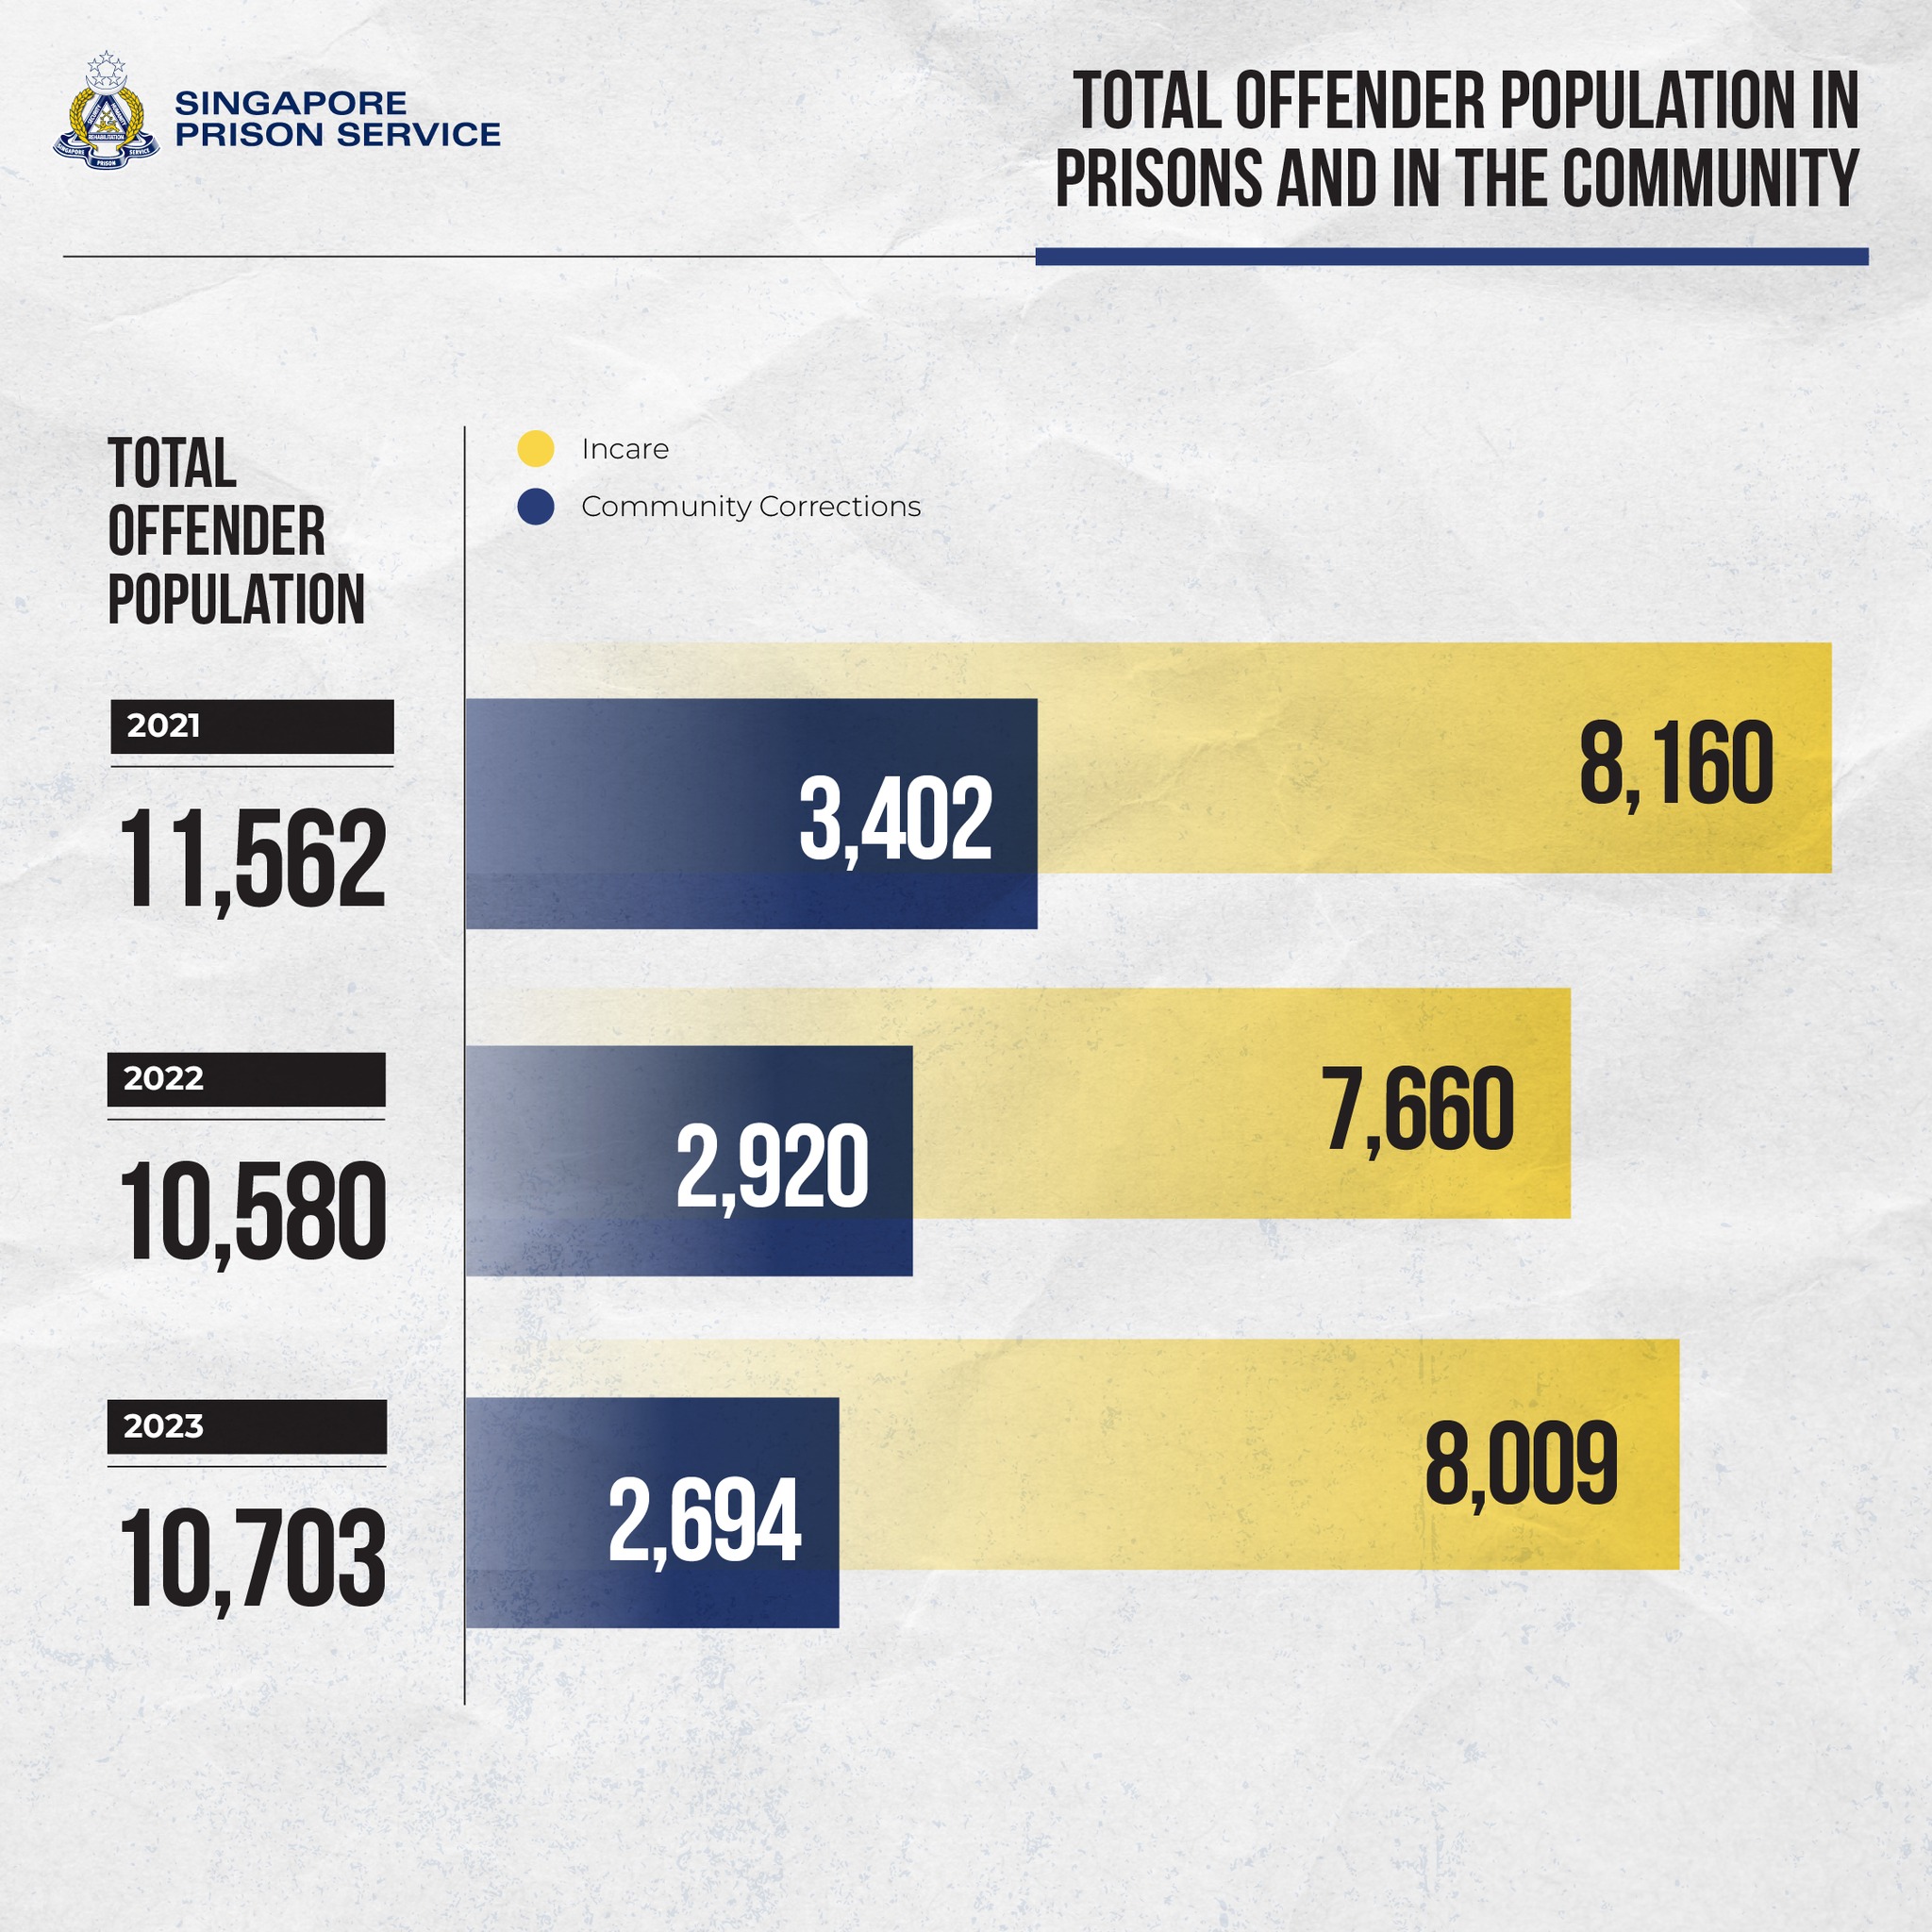 SINGAPORE
PRISON SERVICE
TOTAL OFFENDER POPULATION IN
PRISONS AND IN THE COMMUNITY
TOTAL
OFFENDER
POPULATION
Incare
Community Corrections
2021
11,562
3,402
8,160
2022
10,580
2,920
7,660
2023
10,703
2,694
8,009